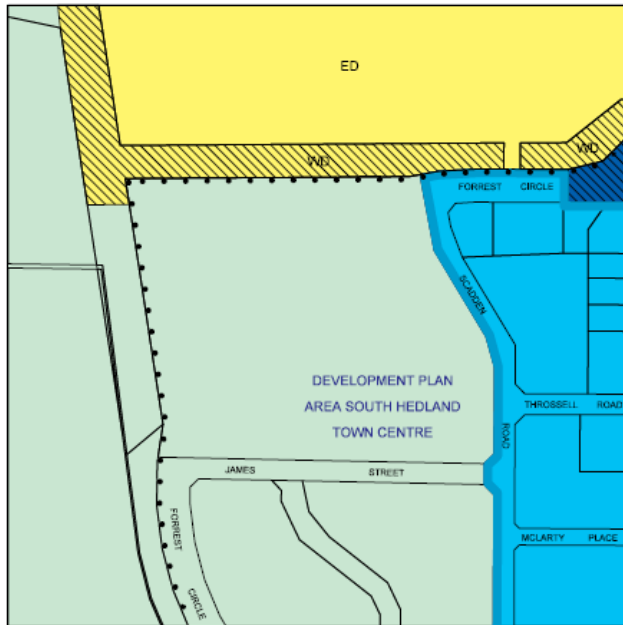 ED
WD
WD
FORREST CIRCLE
SCADDEN
ROAD
DEVELOPMENT PLAN
AREA SOUTH HEDLAND
TOWN CENTRE
THROSSELL ROAD
JAMES STREET
FORREST
CIRCLE
MCLARTY PLACE